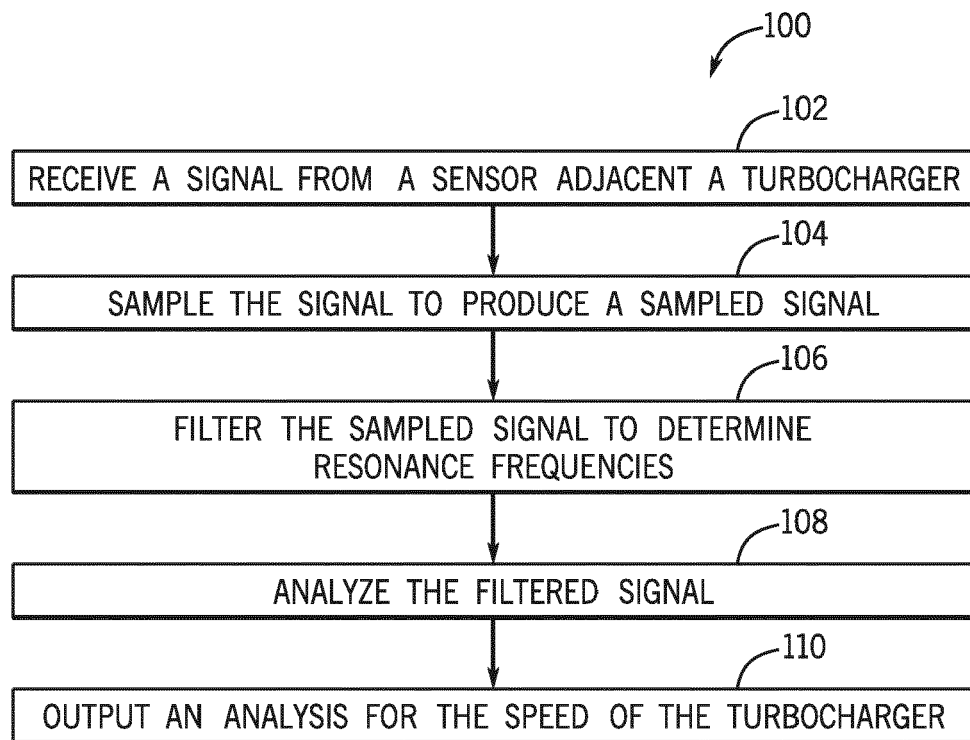 100
102
RECEIVE A SIGNAL FROM A SENSOR ADJACENT A TURBOCHARGER
104
SAMPLE THE SIGNAL TO PRODUCE A SAMPLED SIGNAL
106
FILTER THE SAMPLED SIGNAL TO DETERMINE
RESONANCE FREQUENCIES
108
ANALYZE THE FILTERED SIGNAL
110
OUTPUT AN ANALYSIS FOR THE SPEED OF THE TURBOCHARGER